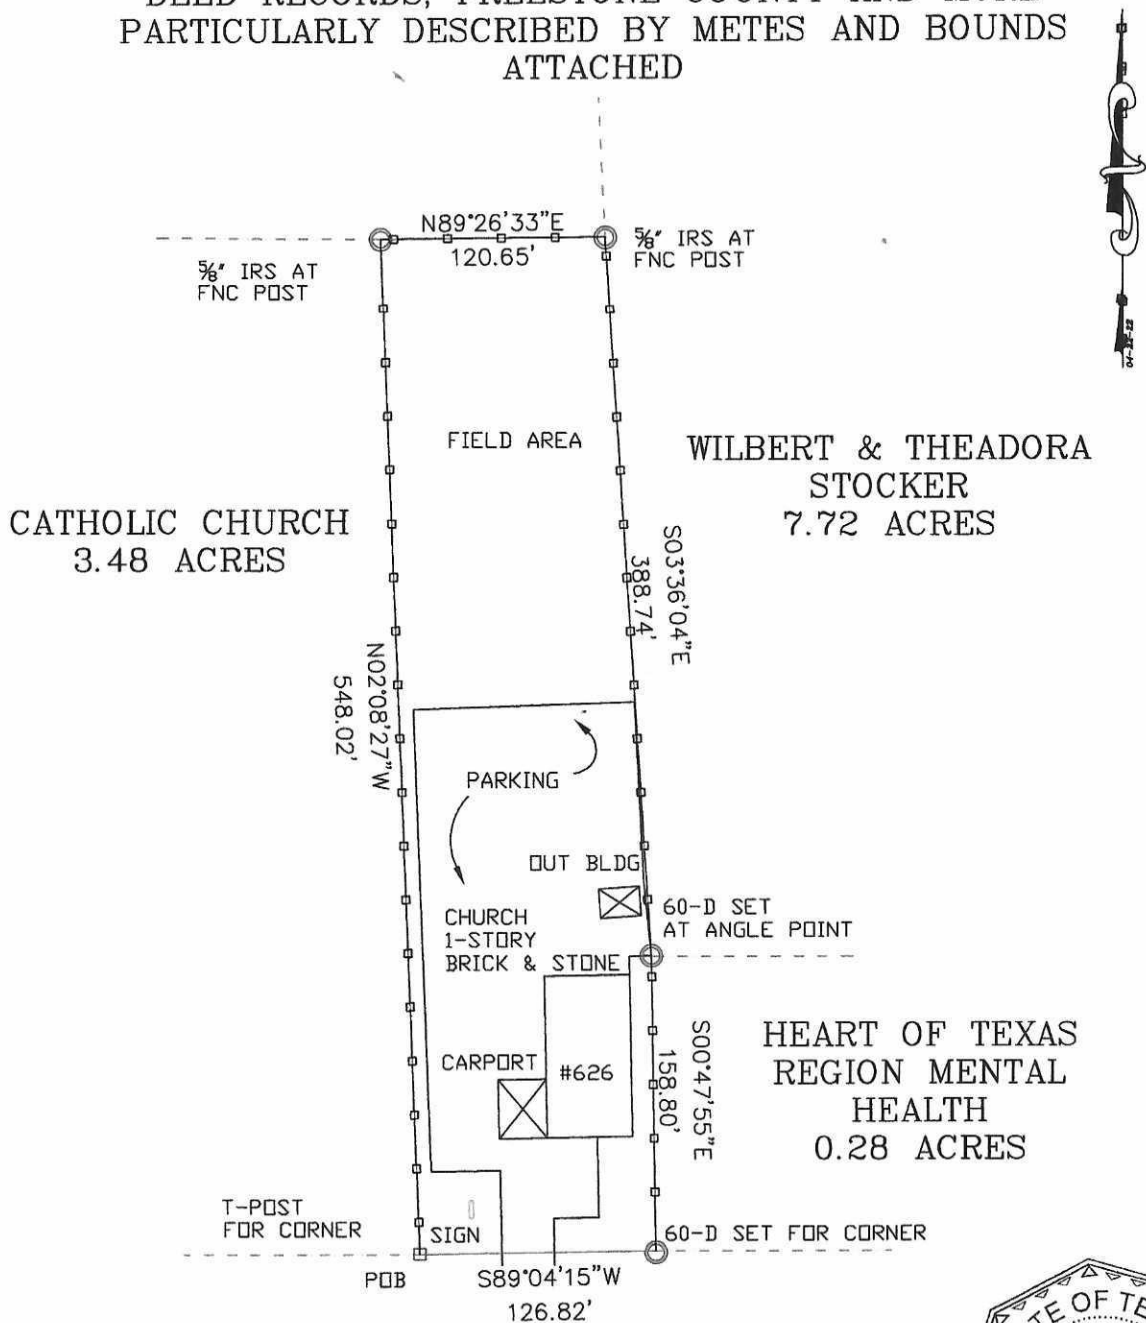 PARTICULARLY DESCRIBED BY METES AND BOUNDS
ATTACHED
N89°26'33"E
120.65'
⅝" IRS AT
FNC POST
⅝" IRS AT
FNC POST
04-22-22
FIELD AREA
WILBERT & THEADORA
STOCKER
7.72 ACRES
CATHOLIC CHURCH
3.48 ACRES
S03°36'04"E
388.74'
N02°08'27"W
548.02'
PARKING
OUT BLDG
60-D SET
AT ANGLE POINT
CHURCH
1-STORY
BRICK & STONE
CARPORT
#626
S00°47'55"E
158.80'
HEART OF TEXAS
REGION MENTAL
HEALTH
0.28 ACRES
T-POST
FOR CORNER
SIGN
60-D SET FOR CORNER
POB
S89°04'15"W
126.82'
OF